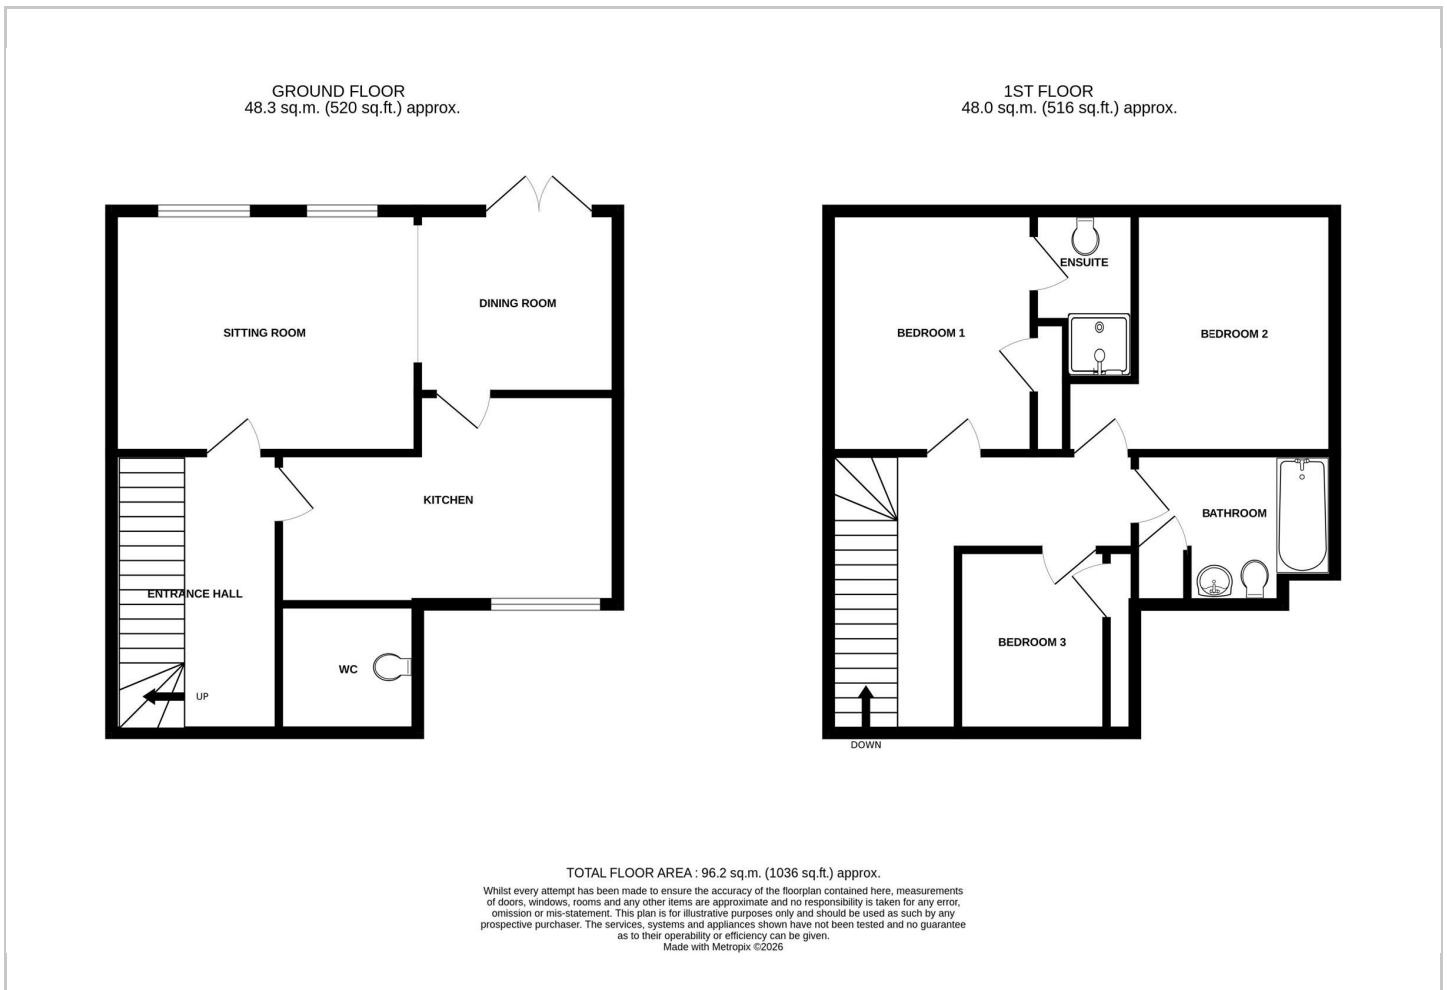 GROUND FLOOR
48.3 sq.m. (520 sq.ft.) approx.
SITTING ROOM
DINING ROOM
KITCHEN
ENTRANCE HALL
WC
UP
1ST FLOOR
48.0 sq.m. (516 sq.ft.) approx.
ENSUITE
BEDROOM 1
BEDROOM 2
BATHROOM
BEDROOM 3
DOWN
TOTAL FLOOR AREA : 96.2 sq.m. (1036 sq.ft.) approx.
Whilst every attempt has been made to ensure the accuracy of the floorplan contained here, measurements
of doors, windows, rooms and any other items are approximate and no responsibility is taken for any error,
omission or mis-statement. This plan is for illustrative purposes only and should be used as such by any
prospective purchaser. The services, systems and appliances shown have not been tested and no guarantee
as to their operability or efficiency can be given.
Made with Metropix ©2026